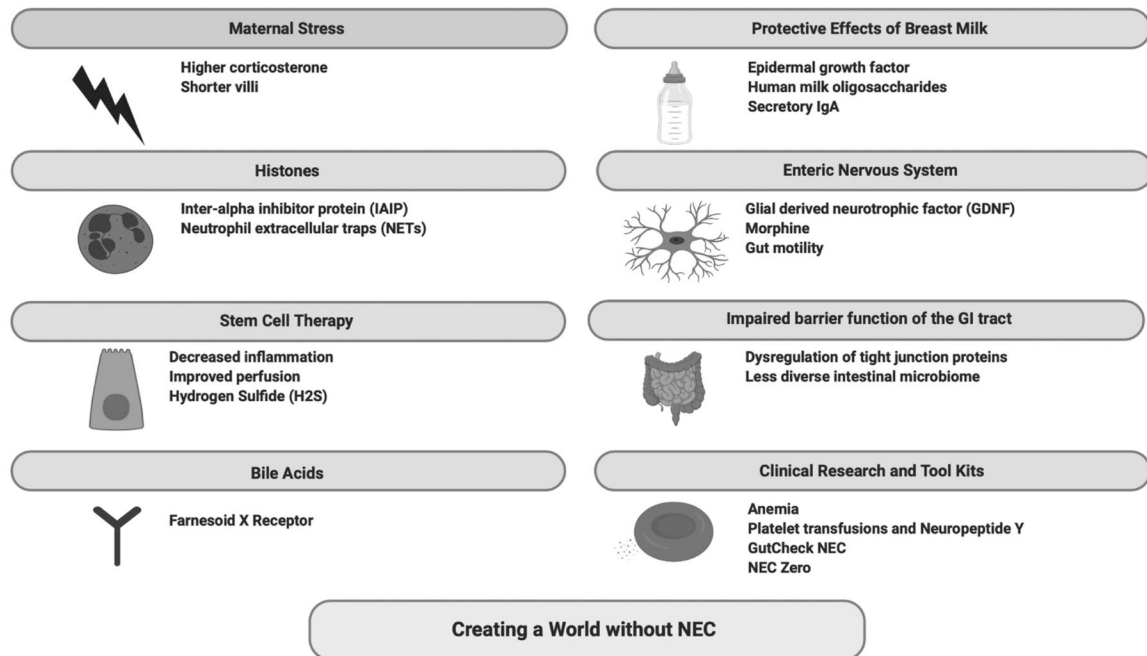 Maternal Stress
Higher corticosterone
Shorter villi
Protective Effects of Breast Milk
Epidermal growth factor
Human milk oligosaccharides
Secretory IgA
Histones
Inter-alpha inhibitor protein (IAIP)
Neutrophil extracellular traps (NETs)
Enteric Nervous System
Glial derived neurotrophic factor (GDNF)
Morphine
Gut motility
Stem Cell Therapy
Decreased inflammation
Improved perfusion
Hydrogen Sulfide (H2S)
Impaired barrier function of the GI tract
Dysregulation of tight junction proteins
Less diverse intestinal microbiome
Bile Acids
Farnesoid X Receptor
Clinical Research and Tool Kits
Anemia
Platelet transfusions and Neuropeptide Y
GutCheck NEC
NEC Zero
Creating a World without NEC